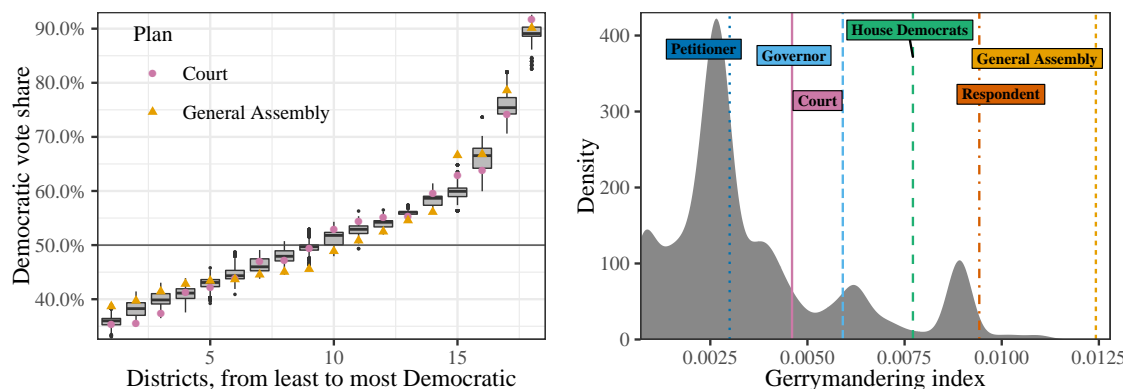 Democratic vote share
90.0%
80.0%
70.0%
60.0%
50.0%
40.0%
Plan
Court
General Assembly
5
10
15
Districts, from least to most Democratic
Density
400
300
200
100
0
House Democrats
Petitioner
Governor
General Assembly
Court
Respondent
0.0025
0.0050
0.0075
0.0100
0.0125
Gerrymandering index